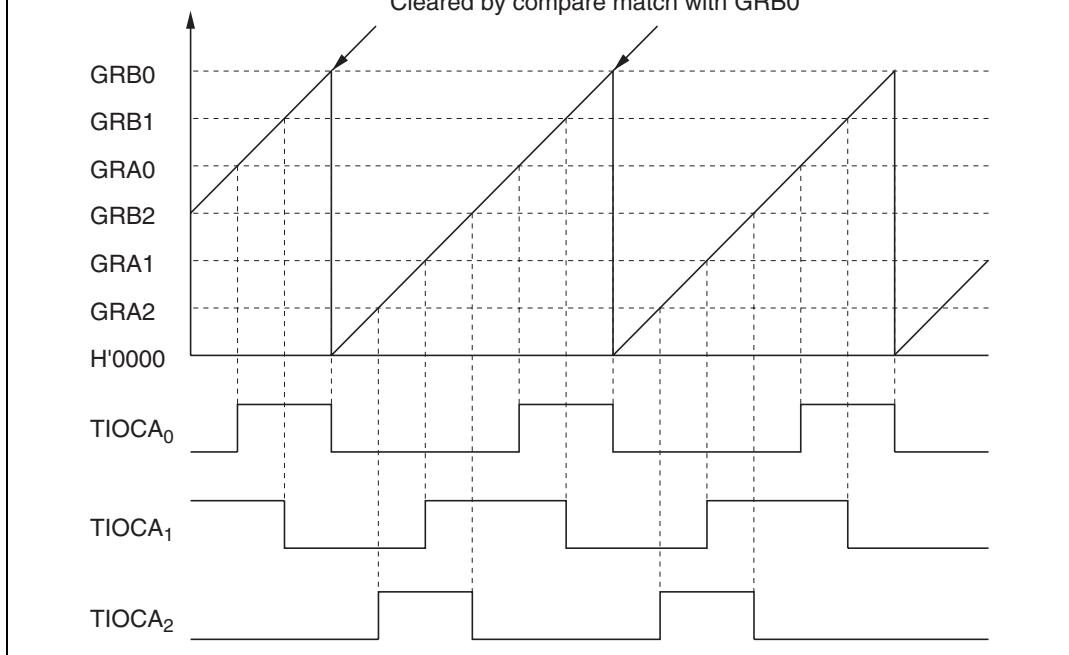 Cleared by compare match with GRB0
GRB0
GRB1
GRA0
GRB2
GRA1
GRA2
H'0000
TIOCA0
TIOCA1
TIOCA2